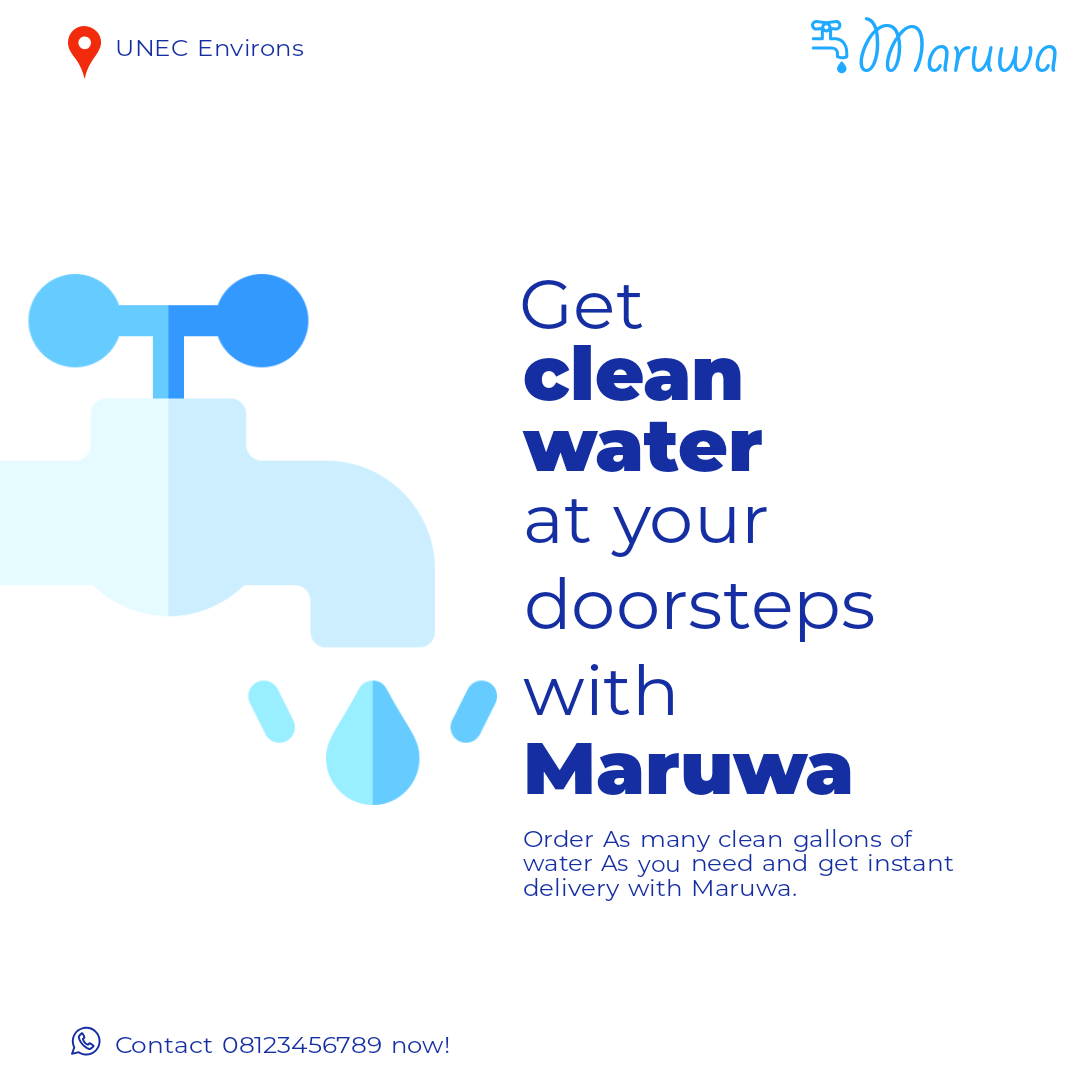 UNEC Environs
Maruwa
Get
clean
water
at your
doorsteps
with
Maruwa
Order As many clean gallons of
water As you need and get instant
delivery with Maruwa.
Contact 08123456789 now!